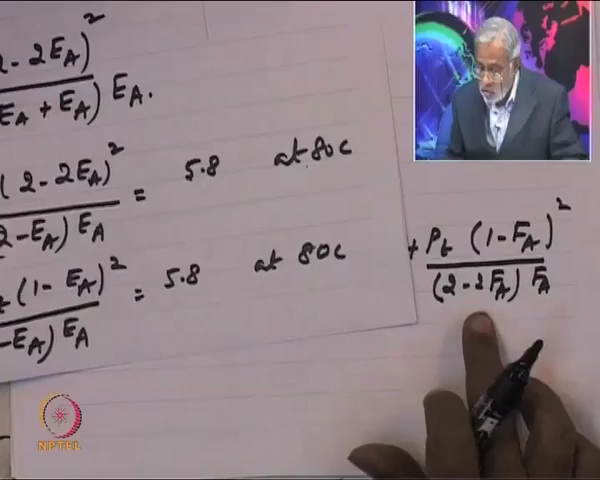 2 - 2E_A)^2
E_A + E_A) E_A.
(2 - 2E_A)^2 / 2 - E_A) E_A = 5.8 at 80c
(1 - E_A)^2 / - E_A) E_A = 5.8 at 80c
+ P_t (1 - F_A)^2
(2 - 2F_A) F_A
NPTEL